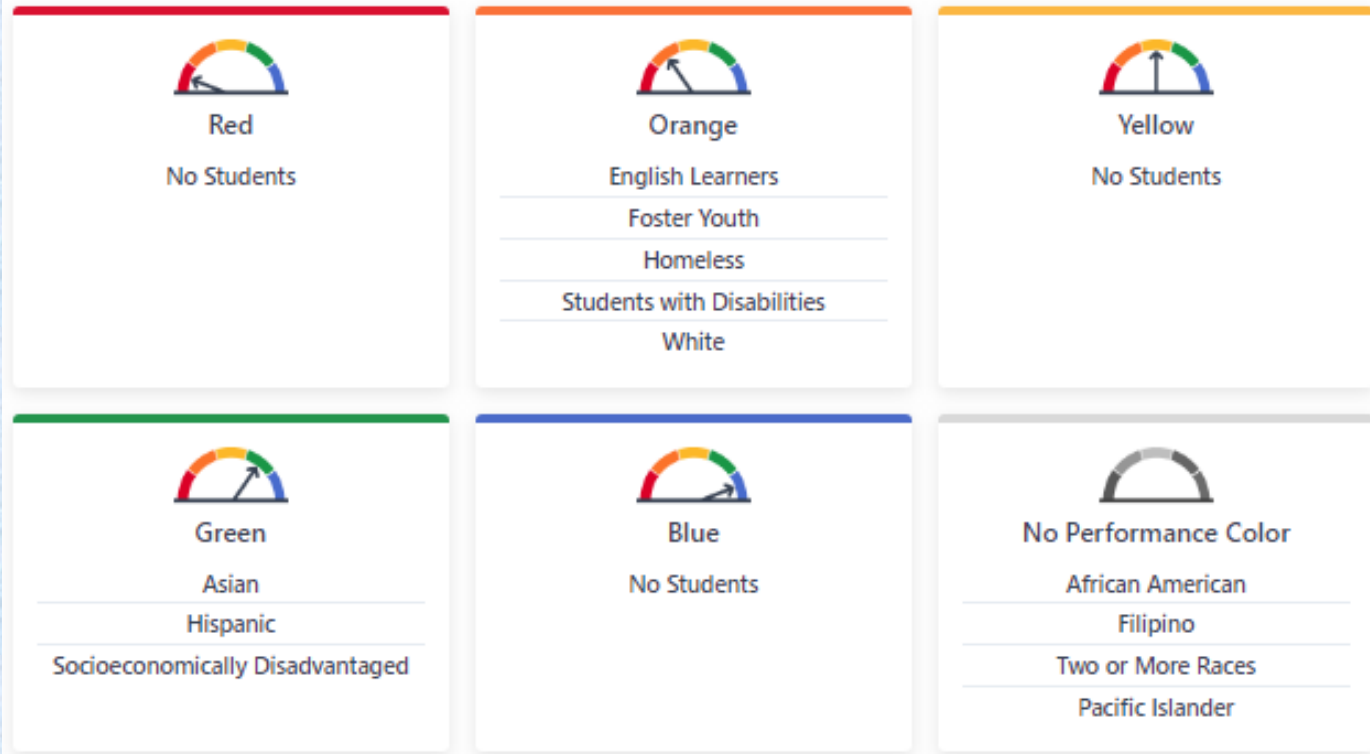 Red
No Students
Orange
English Learners
Foster Youth
Homeless
Students with Disabilities
White
Yellow
No Students
Green
Asian
Hispanic
Socioeconomically Disadvantaged
Blue
No Students
No Performance Color
African American
Filipino
Two or More Races
Pacific Islander